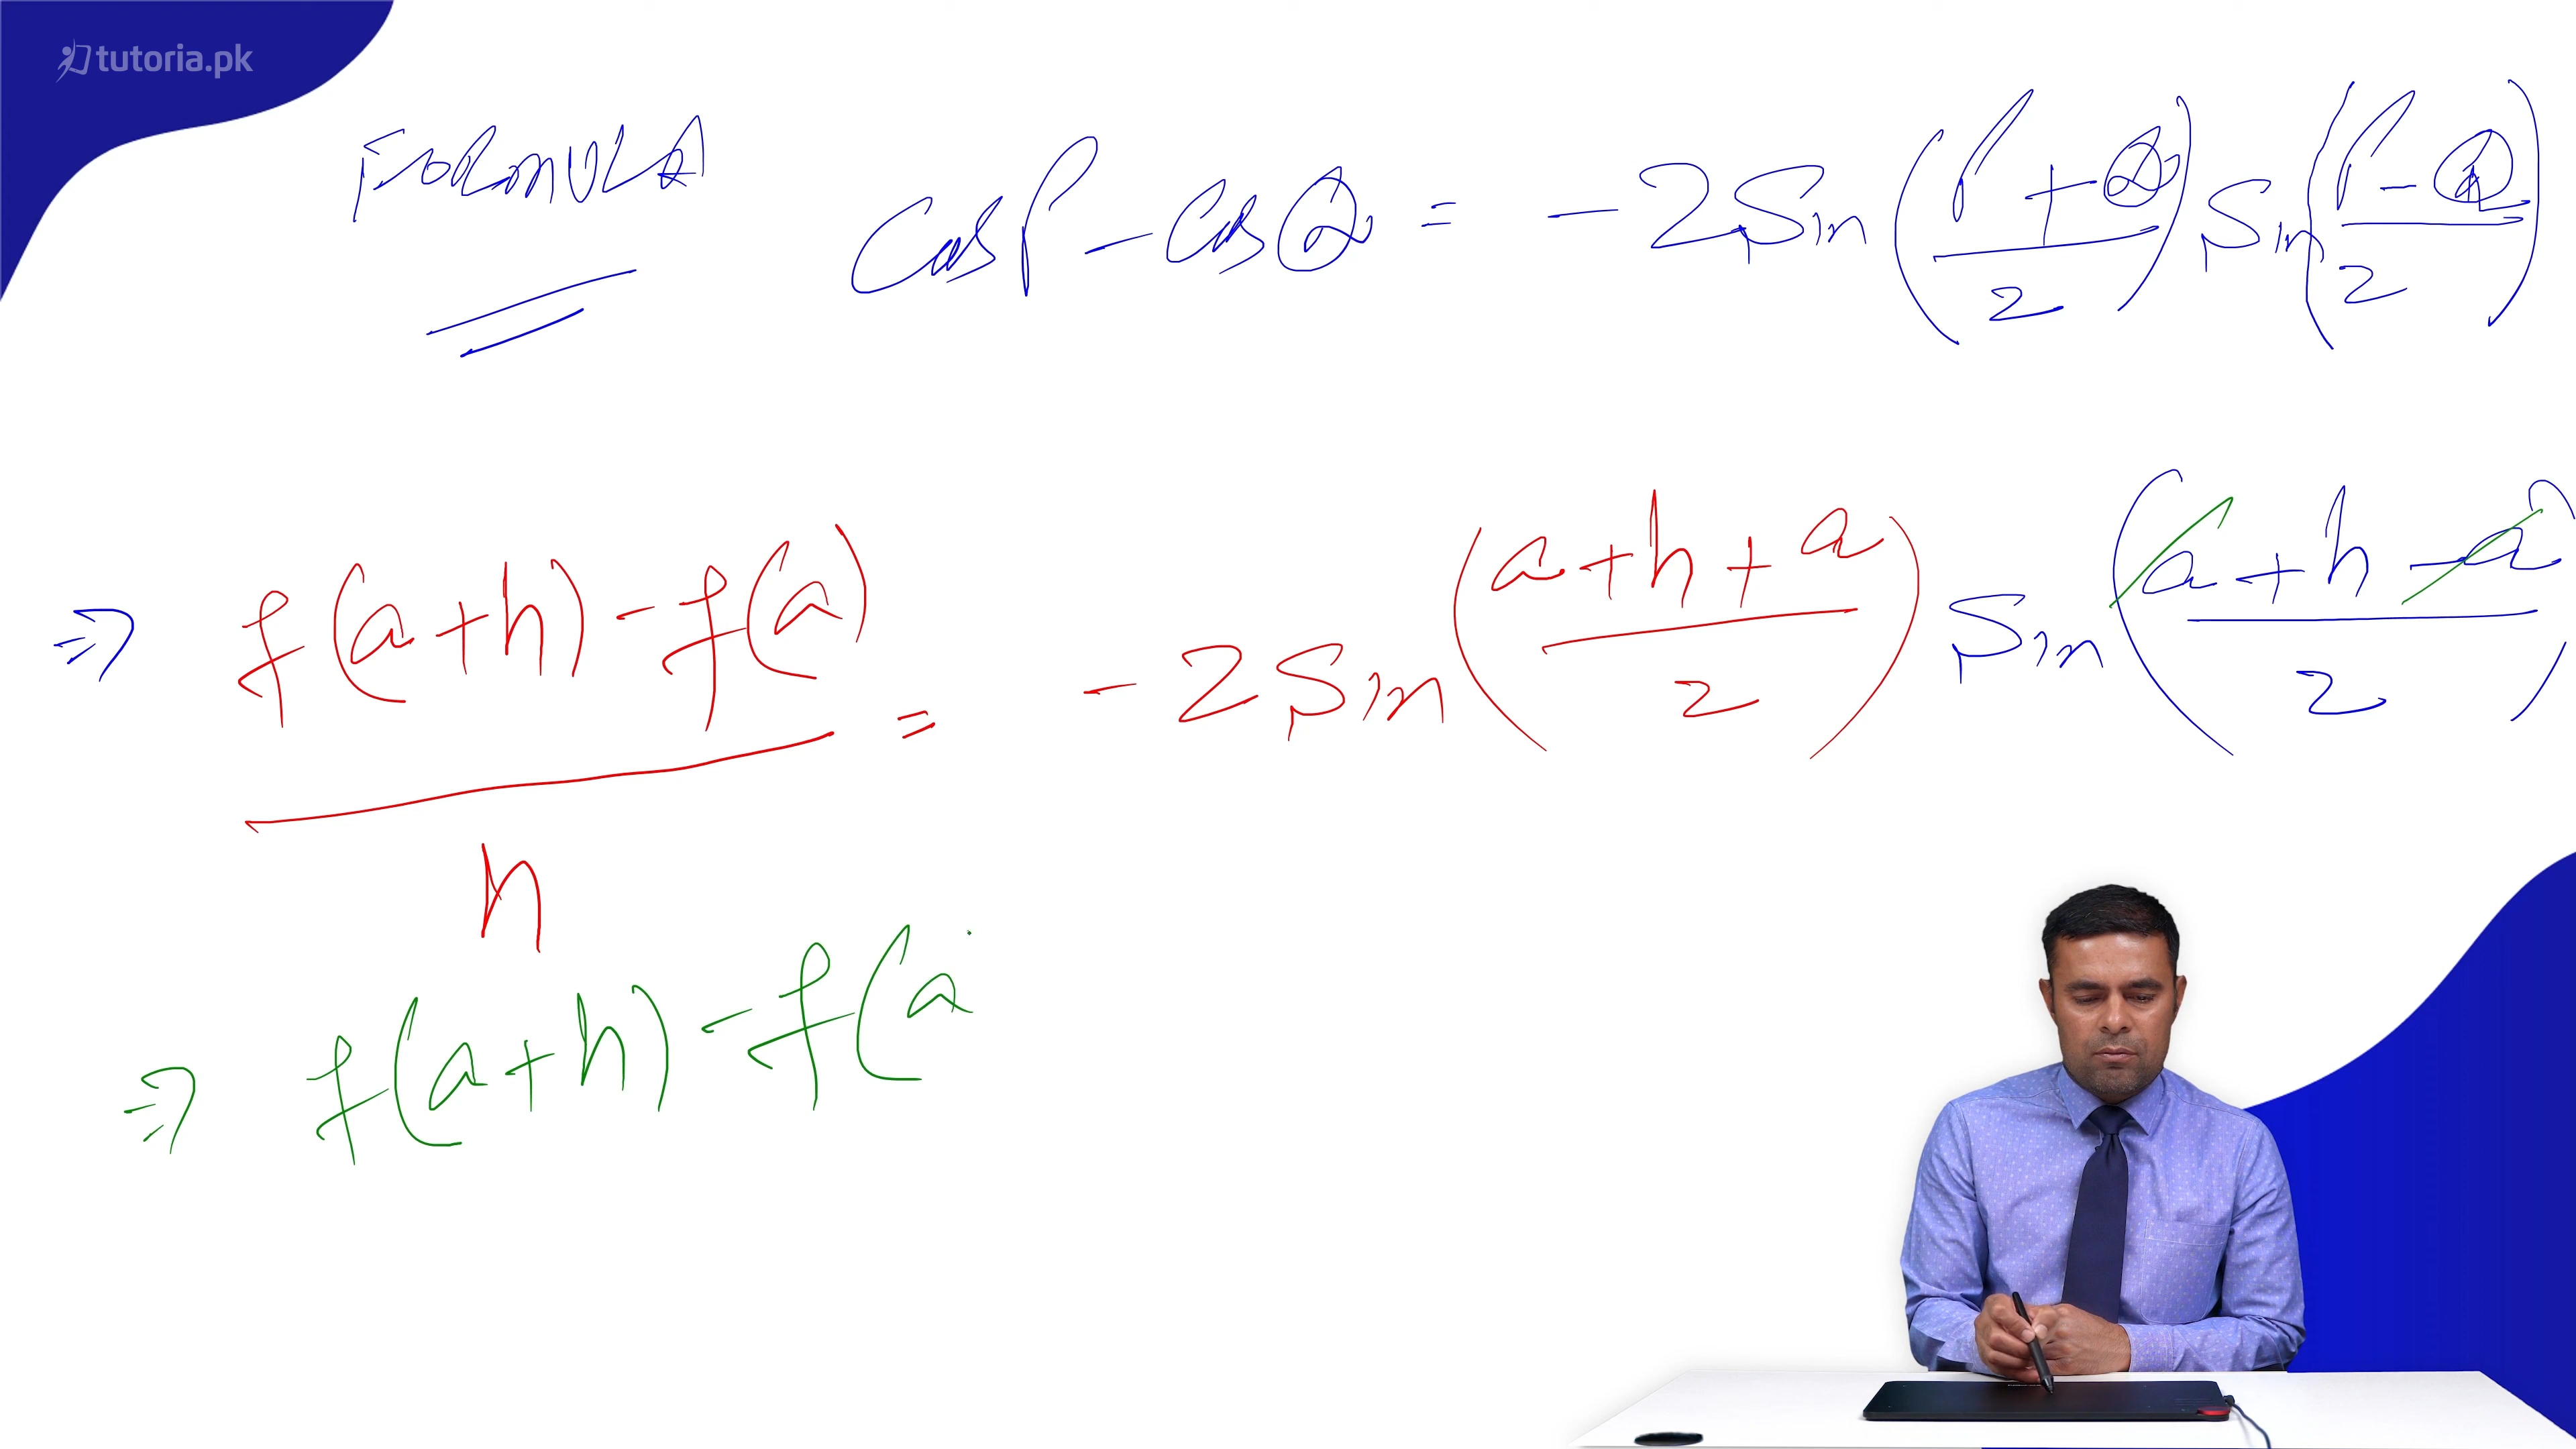 tutoria.pk
FORMULA
Cos P - Cos Q = - 2 Sin (P + Q / 2) Sin (P - Q / 2)
⇒ f(a+h) - f(a) / h = - 2 Sin (a + h + a / 2) Sin (a + h - a / 2)
⇒ f(a+h) - f(a